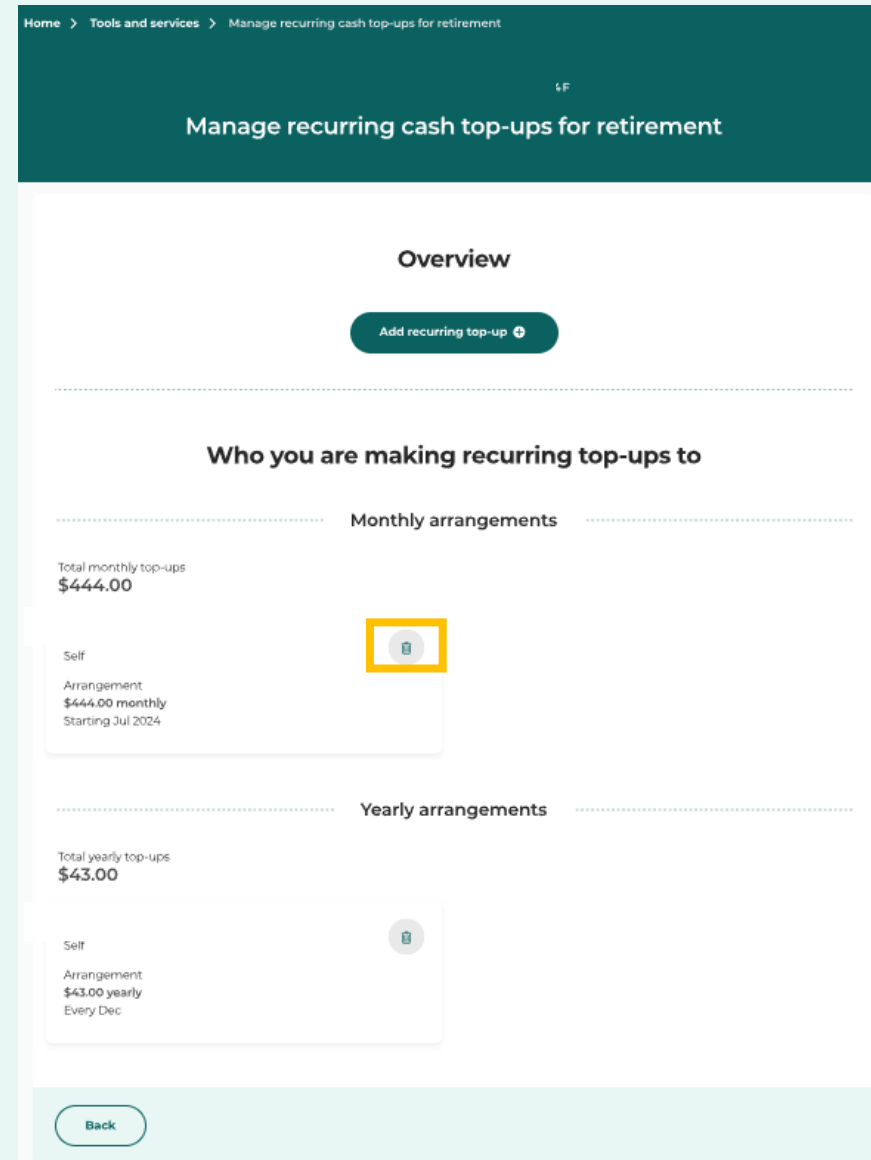 Home > Tools and services > Manage recurring cash top-ups for retirement
Manage recurring cash top-ups for retirement
Overview
Add recurring top-up
Who you are making recurring top-ups to
Monthly arrangements
Total monthly top-ups
$444.00
Self
Arrangement
$444.00 monthly
Starting Jul 2024
Yearly arrangements
Total yearly top-ups
$43.00
Self
Arrangement
$43.00 yearly
Every Dec
Back